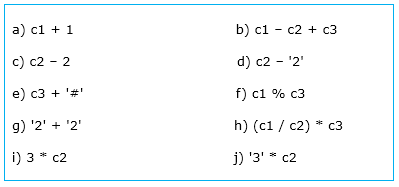 a) c1 + 1 b) c1 – c2 + c3
c) c2 – 2 d) c2 – '2'
e) c3 + '#' f) c1 % c3
g) '2' + '2' h) (c1 / c2) * c3
i) 3 * c2 j) '3' * c2